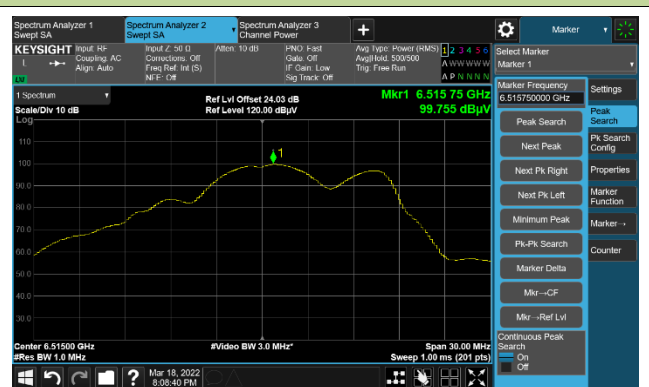 Spectrum Analyzer 1
Swept SA
Spectrum Analyzer 2
Swept SA
Spectrum Analyzer 3
Channel Power
Marker
KEYSIGHT
L
LXI
Input: RF
Coupling: AC
Align: Auto
Input Z: 50 Ω
Corrections: Off
Freq Ref: Int (S)
NFE: Off
Atten: 10 dB
PNO: Fast
Gate: Off
IF Gain: Low
Sig Track: Off
Avg Type: Power (RMS)
Avg|Hold: 500/500
Trig: Free Run
1 2 3 4 5 6
A W W W W W
A P N N N N
Select Marker
Marker 1
1 Spectrum
Scale/Div 10 dB
Ref Lvl Offset 24.03 dB
Ref Level 120.00 dBµV
Mkr1 6.515 75 GHz
99.755 dBµV
Log
110
100
90.0
80.0
70.0
60.0
50.0
40.0
30.0
1
Center 6.51500 GHz
#Res BW 1.0 MHz
#Video BW 3.0 MHz*
Span 30.00 MHz
Sweep 1.00 ms (201 pts)
Marker Frequency
6.515750000 GHz
Peak Search
Next Peak
Next Pk Right
Next Pk Left
Minimum Peak
Pk-Pk Search
Marker Delta
Mkr→CF
Mkr→Ref Lvl
Continuous Peak
Search
On
Off
Settings
Peak
Search
Pk Search
Config
Properties
Marker
Function
Marker→
Counter
?
Mar 18, 2022
8:08:40 PM